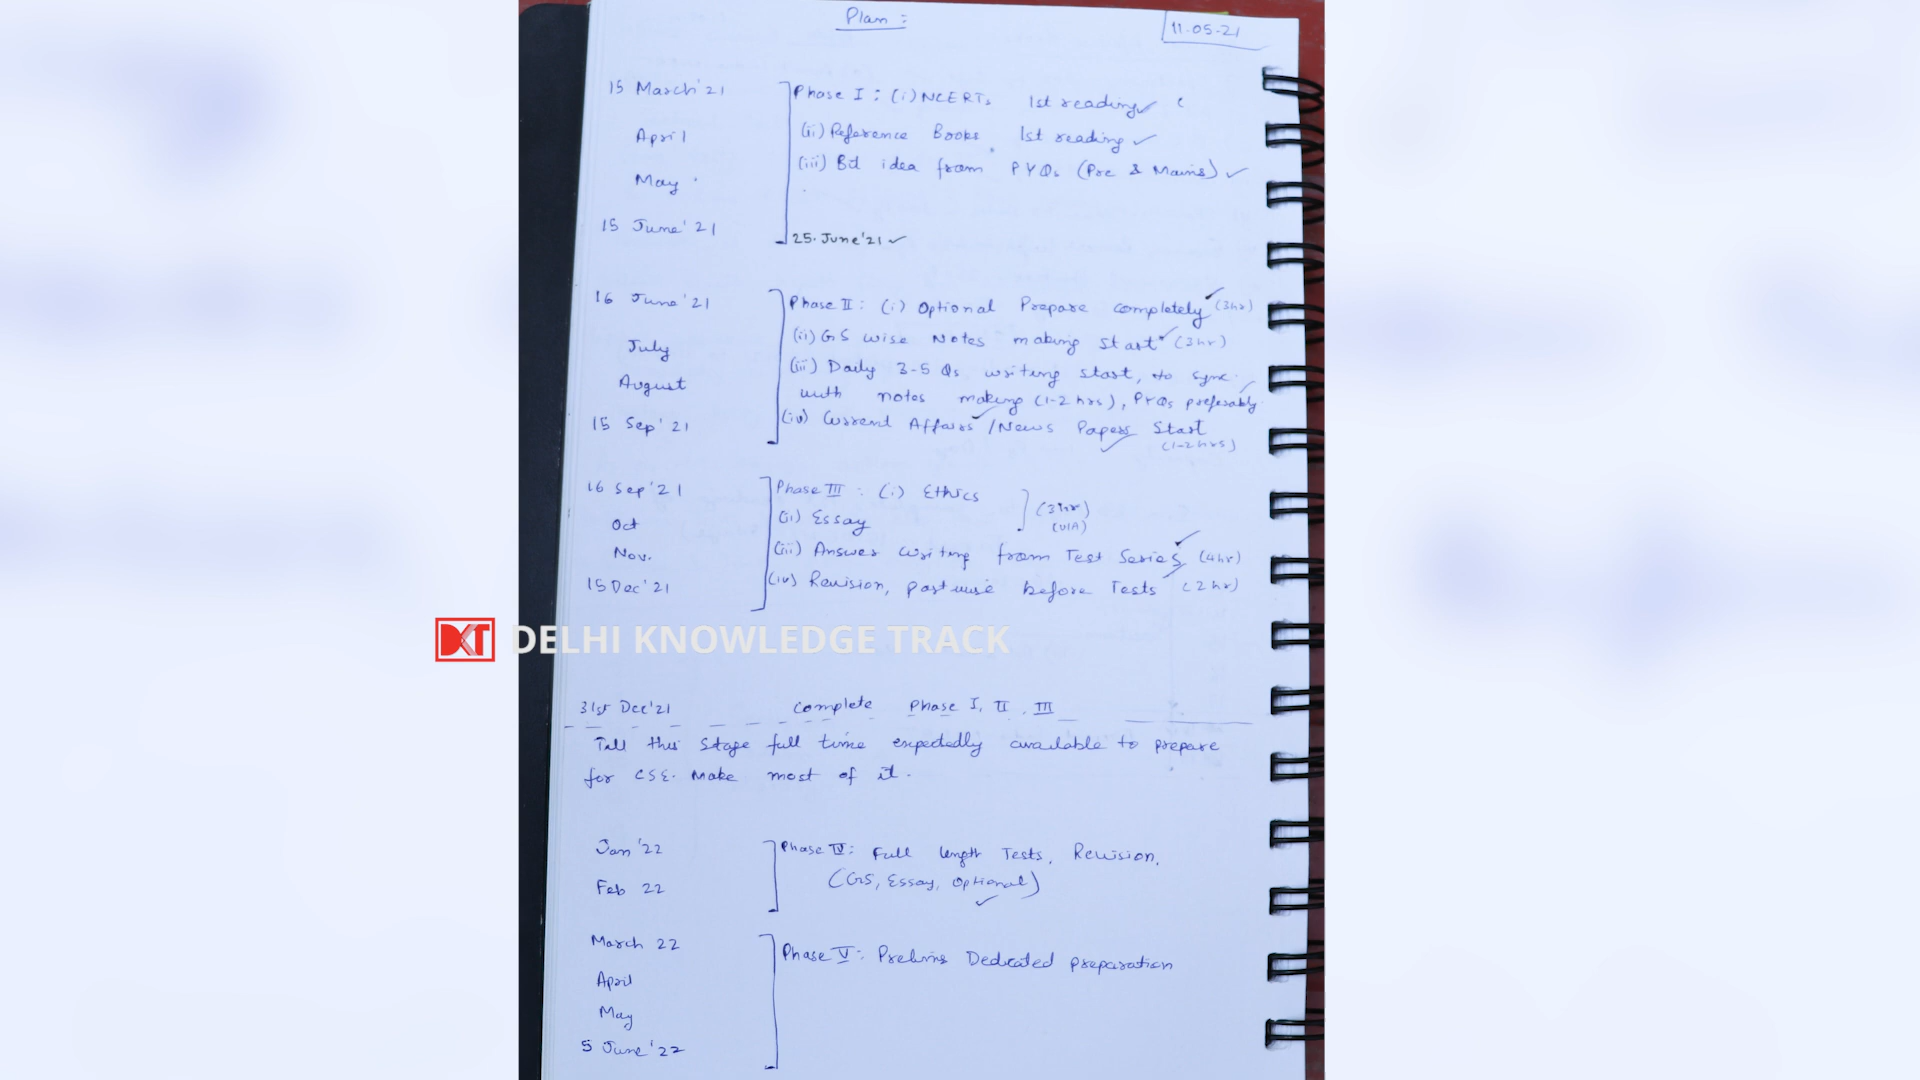 Plan :
11.05.21
15 March'21
April
May
15 June'21
Phase I : (i) NCERTs 1st reading ✓
(ii) Reference Books 1st reading ✓
(iii) Bit idea from PYQs (Pre & Mains) ✓
25. June'21 ✓
16 June'21
July
August
15 Sep'21
Phase II : (i) Optional Prepare completely ✓ (3hr)
(ii) GS wise Notes making start ✓ (3hr)
(iii) Daily 3-5 Qs writing start, to sync
with notes making (1-2 hrs), PYQs preferably
(iv) Current Affairs ✓ /News Papers Start
(1-2 hrs)
16 Sep'21
Oct
Nov.
15 Dec'21
Phase III : (i) Ethics
(ii) Essay
(3hr)
(iii) Answer writing from Test Series ✓ (4hr)
(iv) Revision, partwise before Tests (2hr)
DKT DELHI KNOWLEDGE TRACK
31st Dec'21 Complete Phase I, II, III
Till this stage full time expectedly available to prepare
for CSE. Make most of it.
Jan '22
Feb 22
Phase IV : Full length Tests, Revision.
(GS, Essay, Optional)
✓
March 22
April
May
5 June'22
Phase V : Prelims Dedicated preparation